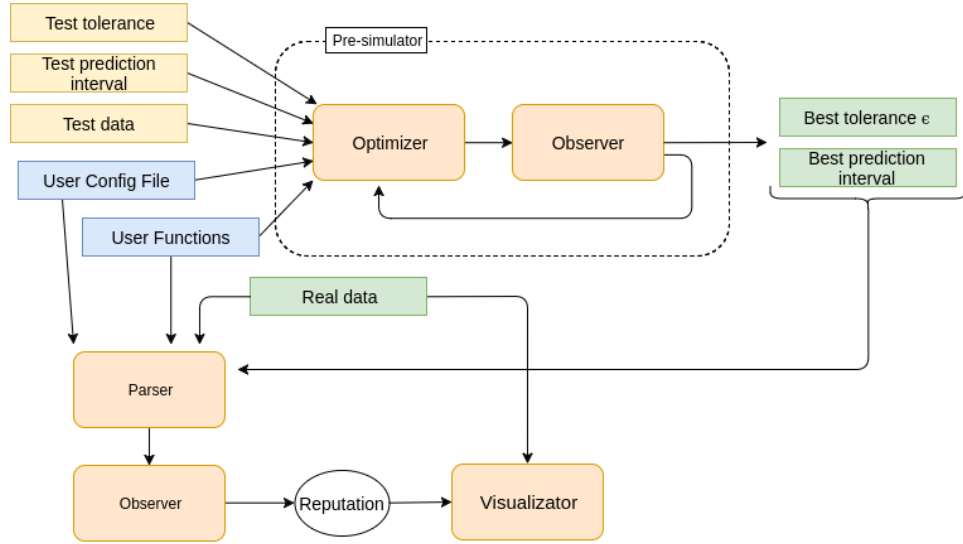 Test tolerance
Pre-simulator
Test prediction
interval
Test data
Optimizer
Observer
Best tolerance ϵ
Best prediction
interval
User Config File
User Functions
Real data
Parser
Observer
Reputation
Visualizator